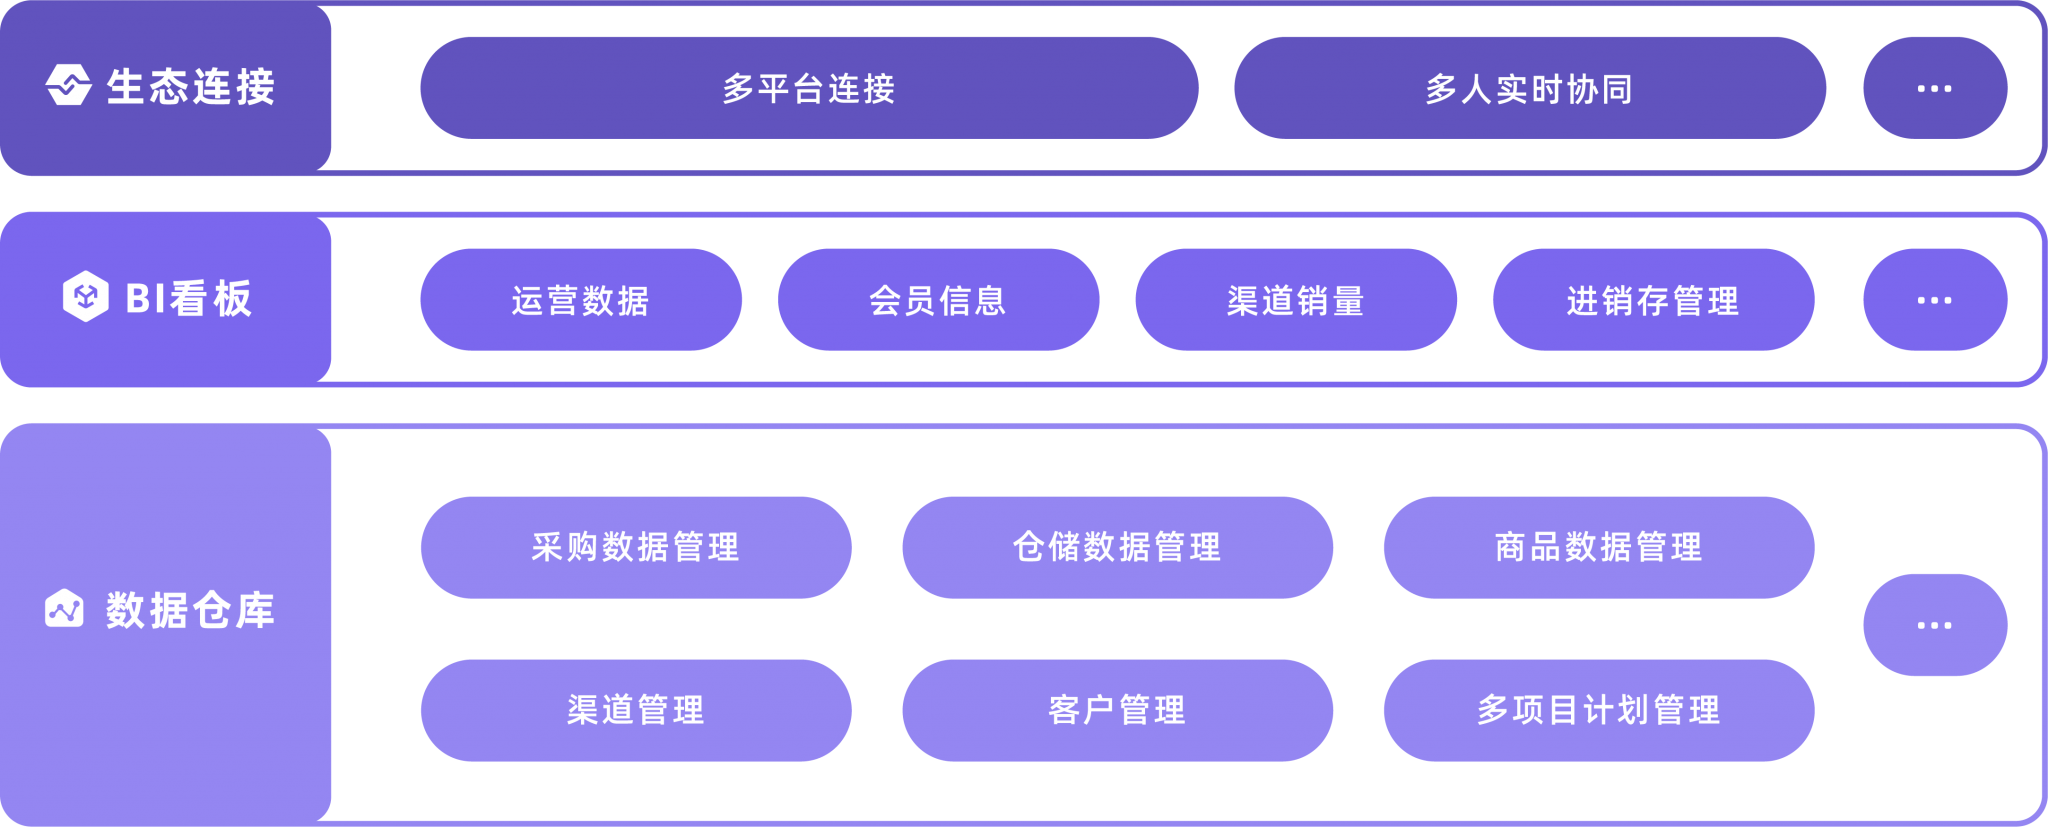 生态连接
多平台连接
多人实时协同
...
BI看板
运营数据
会员信息
渠道销量
进销存管理
...
数据仓库
采购数据管理
仓储数据管理
商品数据管理
...
渠道管理
客户管理
多项目计划管理